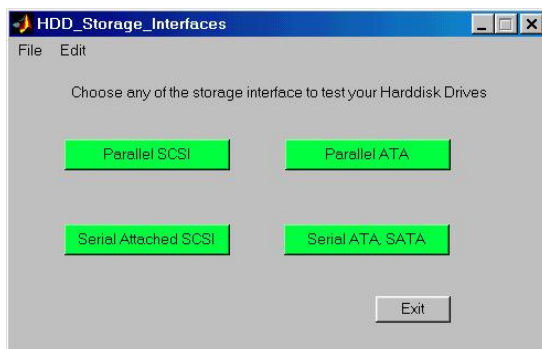 HDD_Storage_Interfaces
File Edit
Choose any of the storage interface to test your Harddisk Drives
Parallel SCSI Parallel ATA
Serial Attached SCSI Serial ATA, SATA
Exit